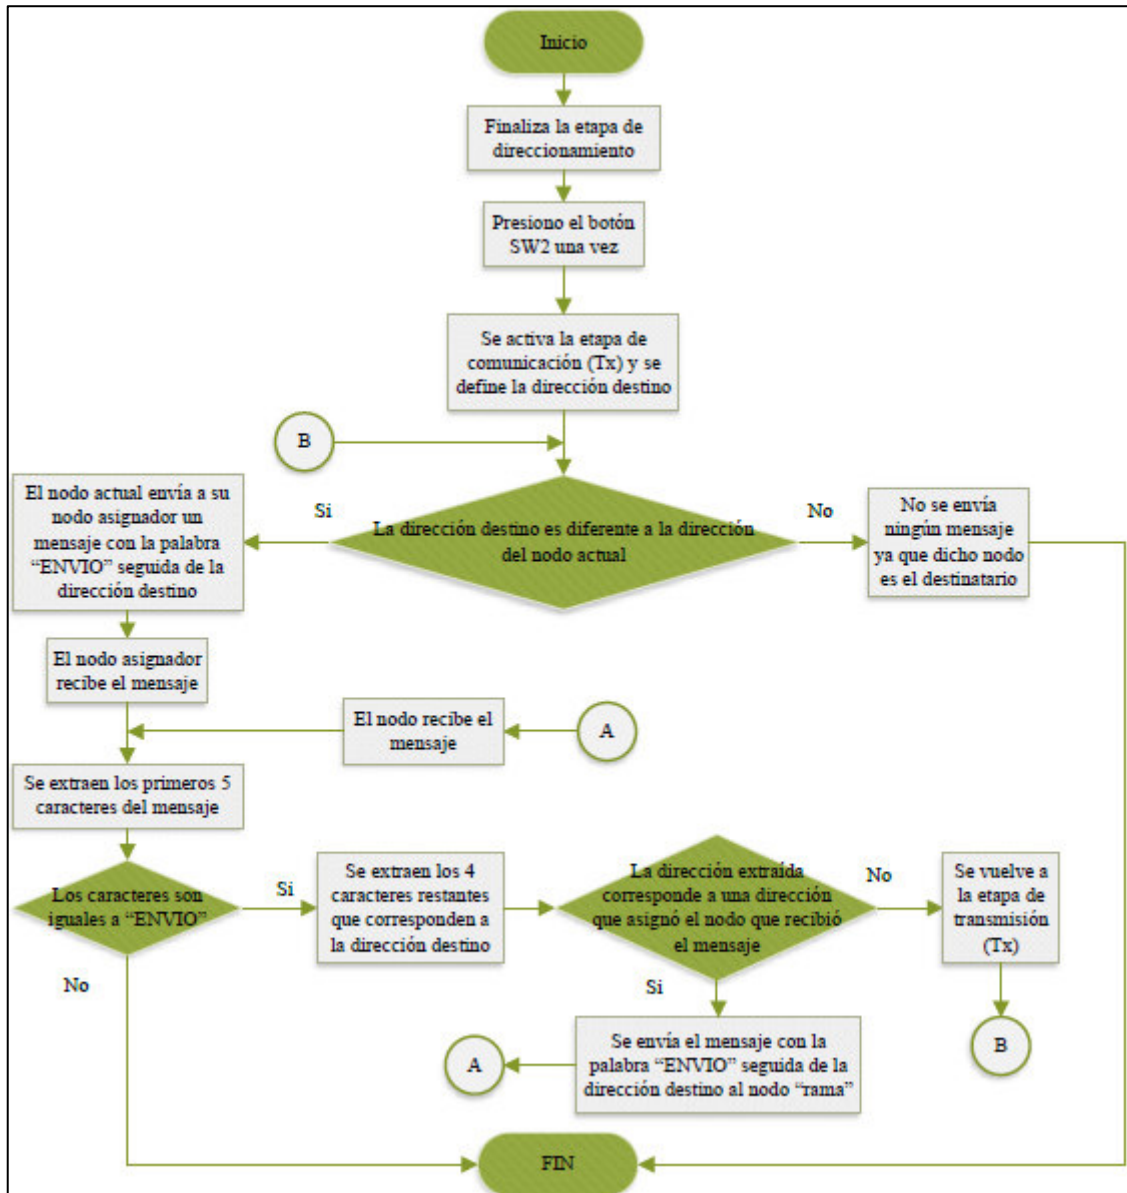 Inicio
Finaliza la etapa de
direccionamiento
Presiono el botón
SW2 una vez
Se activa la etapa de
comunicación (Tx) y se
define la dirección destino
B
El nodo actual envía a su
nodo asignador un
mensaje con la palabra
“ENVIO” seguida de la
dirección destino
Si
La dirección destino es diferente a la dirección
del nodo actual
No
No se envía
ningún mensaje
ya que dicho nodo
es el destinatario
El nodo asignador
recibe el mensaje
El nodo recibe el
mensaje
A
Se extraen los primeros 5
caracteres del mensaje
Los caracteres son
iguales a “ENVIO”
Si
Se extraen los 4
caracteres restantes
que corresponden a
la dirección destino
La dirección extraída
corresponde a una dirección
que asignó el nodo que recibió
el mensaje
No
Se vuelve a
la etapa de
transmisión
(Tx)
No
Si
A
Se envía el mensaje con la
palabra “ENVIO” seguida de la
dirección destino al nodo “rama”
B
FIN